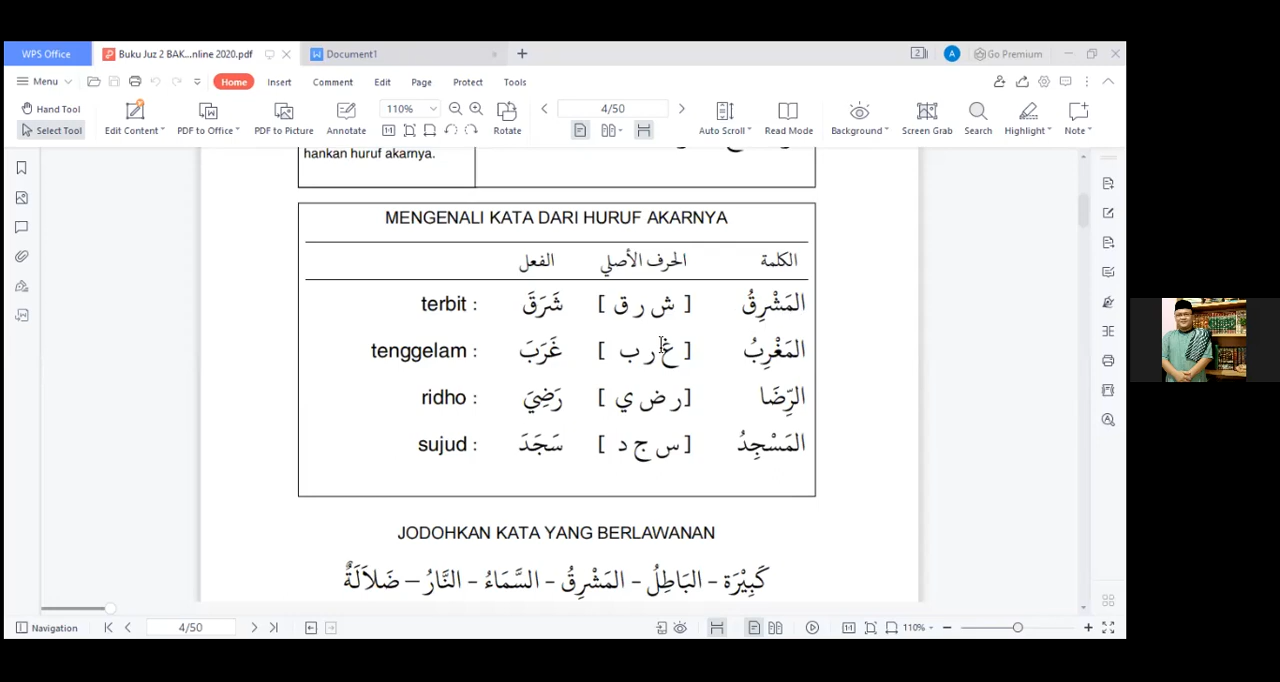 WPS Office
Buku Juz 2 BAK...nline 2020.pdf
Document1
Go Premium
Menu
Home
Insert
Comment
Edit
Page
Protect
Tools
Hand Tool
Select Tool
Edit Content
PDF to Office
PDF to Picture
Annotate
110%
Rotate
4/50
Auto Scroll
Read Mode
Background
Screen Grab
Search
Highlight
Note
hankan huruf akarnya.
MENGENALI KATA DARI HURUF AKARNYA
الكلمة الحرف الأصلي الفعل
المَشْرِقُ [ ش ر ق ] شَرَقَ : terbit
المَغْرِبُ [ غ ر ب ] غَرَبَ : tenggelam
الرِّضَا [ ر ض ي ] رَضِيَ : ridho
المَسْجِدُ [ س ج د ] سَجَدَ : sujud
JODOHKAN KATA YANG BERLAWANAN
كَبِيْرَة - البَاطِلُ - المَشْرِقُ - السَّمَاءُ - النَّارُ – ضَلاَلَةٌ
Navigation
4/50
110%